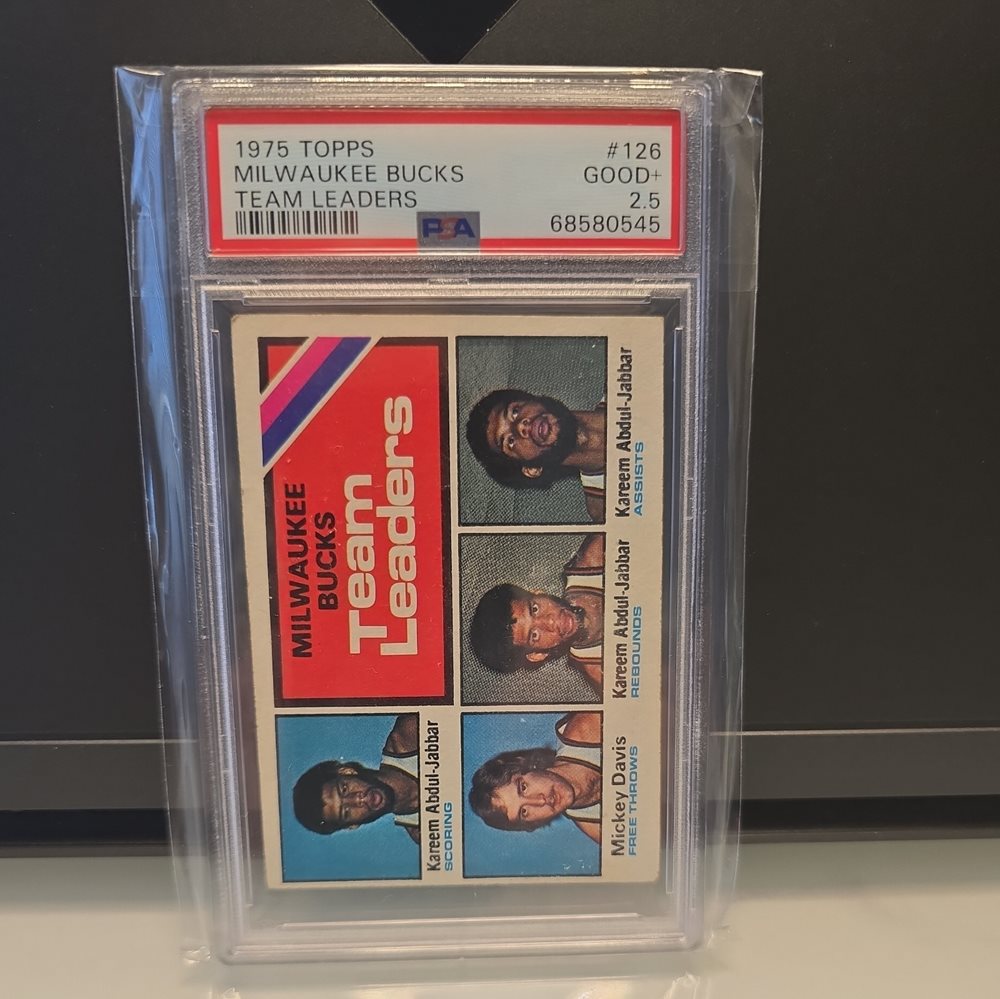 1975 TOPPS #126
MILWAUKEE BUCKS GOOD+
TEAM LEADERS 2.5
PSA 68580545
MILWAUKEE
BUCKS
Team
Leaders
Kareem Abdul-Jabbar
SCORING
Mickey Davis
FREE THROWS
Kareem Abdul-Jabbar
REBOUNDS
Kareem Abdul-Jabbar
ASSISTS